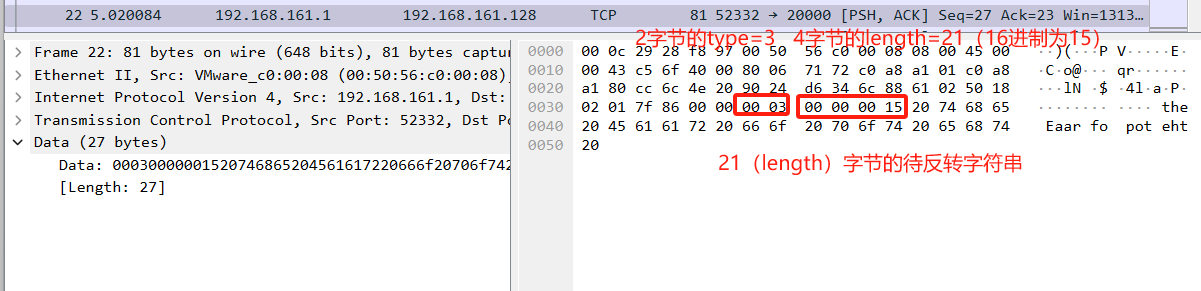 22 5.020084 192.168.161.1 192.168.161.128 TCP 81 52332 → 20000 [PSH, ACK] Seq=27 Ack=23 Win=1313…
2字节的type=3 4字节的length=21（16进制为15）
Frame 22: 81 bytes on wire (648 bits), 81 bytes captur
Ethernet II, Src: VMware_c0:00:08 (00:50:56:c0:00:08),
Internet Protocol Version 4, Src: 192.168.161.1, Dst:
Transmission Control Protocol, Src Port: 52332, Dst Po
Data (27 bytes)
Data: 00030000001520746865204561617220666f20706f742
[Length: 27]
0000 00 0c 29 28 f8 97 00 50 56 c0 00 08 08 00 45 00 ··)(···P V·····E·
0010 00 43 c5 6f 40 00 80 06 71 72 c0 a8 a1 01 c0 a8 ·C·o@··· qr······
0020 a1 80 cc 6c 4e 20 90 24 d6 34 6c 88 61 02 50 18 ···lN ·$ ·4l·a·P·
0030 02 01 7f 86 00 00 00 03 00 00 00 15 20 74 68 65 ········ ···· the
0040 20 45 61 61 72 20 66 6f 20 70 6f 74 20 65 68 74 Eaar fo pot eht
0050 20
21（length）字节的待反转字符串